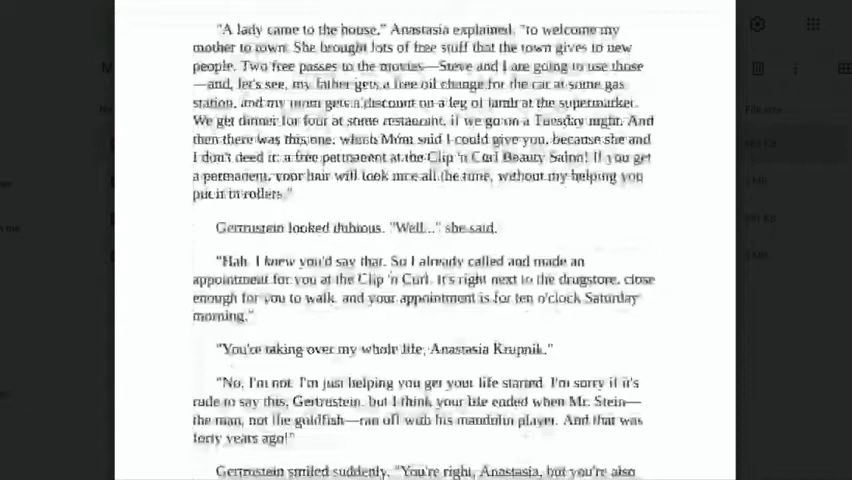 "A lady came to the house," Anastasia explained, "to welcome my
mother to town. She brought lots of free stuff that the town gives to new
people. Two free passes to the movies—Steve and I are going to use those
—and, let's see, my father gets a free oil change for the car at some gas
station, and my mom gets a discount on a leg of lamb at the supermarket.
We get dinner for four at some restaurant, if we go on a Tuesday night. And
then there was this one, which Mom said I could give you, because she and
I don't need it: a free permanent at the Clip 'n Curl Beauty Salon! If you get
a permanent, your hair will look nice all the time, without my helping you
put it in rollers."
Gertrustein looked dubious. "Well..." she said.
"Hah. I knew you'd say that. So I already called and made an
appointment for you at the Clip 'n Curl. It's right next to the drugstore, close
enough for you to walk, and your appointment is for ten o'clock Saturday
morning."
"You're taking over my whole life, Anastasia Krupnik."
"No, I'm not. I'm just helping you get your life started. I'm sorry if it's
rude to say this, Gertrustein, but I think your life ended when Mr. Stein—
the man, not the goldfish—ran off with his mandolin player. And that was
forty years ago!"
Gertrustein smiled suddenly. "You're right, Anastasia, but you're also